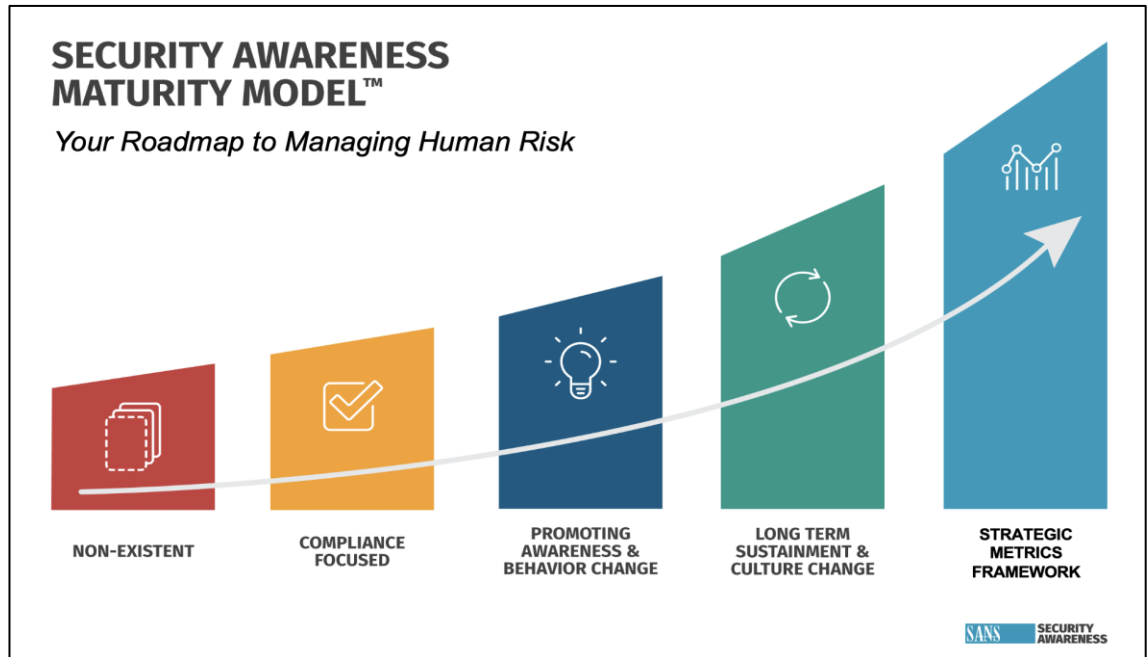 SECURITY AWARENESS
MATURITY MODEL™
Your Roadmap to Managing Human Risk
NON-EXISTENT
COMPLIANCE
FOCUSED
PROMOTING
AWARENESS &
BEHAVIOR CHANGE
LONG TERM
SUSTAINMENT &
CULTURE CHANGE
STRATEGIC
METRICS
FRAMEWORK
SANS
SECURITY
AWARENESS